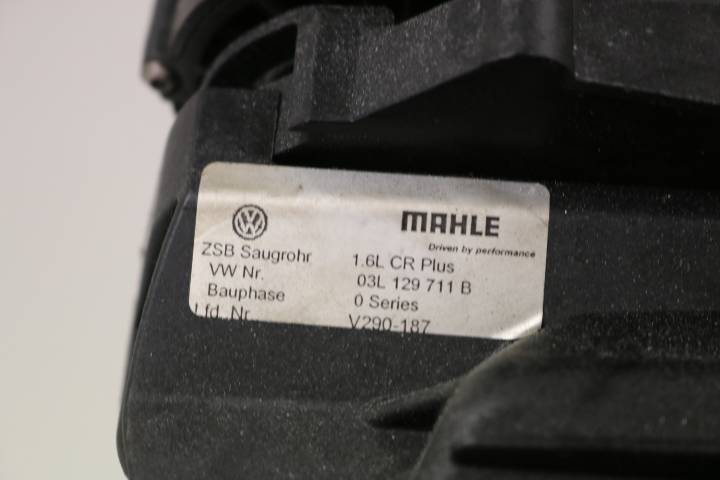 VW
MAHLE
Driven by performance
ZSB Saugrohr 1.6L CR Plus
VW Nr. 03L 129 711 B
Bauphase 0 Series
Lfd. Nr. V290-187